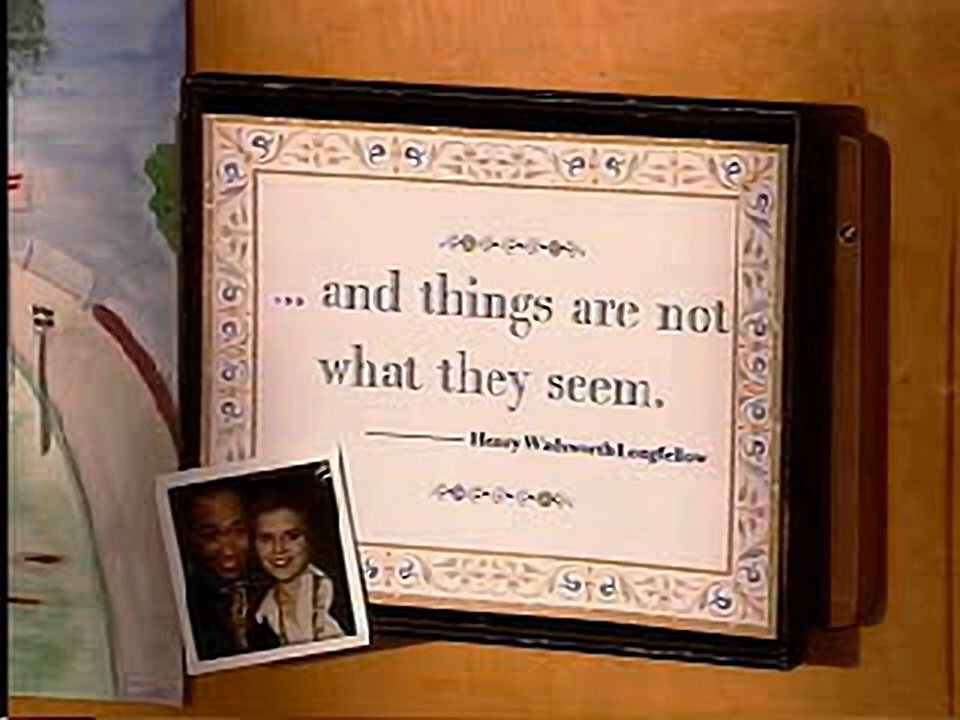 ... and things are not
what they seem.
Henry Wadsworth Longfellow